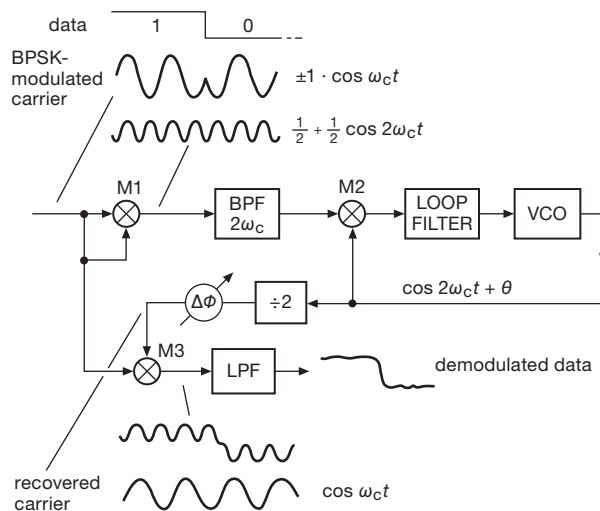 data
1
0
BPSK-
modulated
carrier
±1 · cos ωct
1/2 + 1/2 cos 2ωct
M1
BPF
2ωc
M2
LOOP
FILTER
VCO
cos 2ωct + θ
ΔΦ
÷2
M3
LPF
demodulated data
recovered
carrier
cos ωct